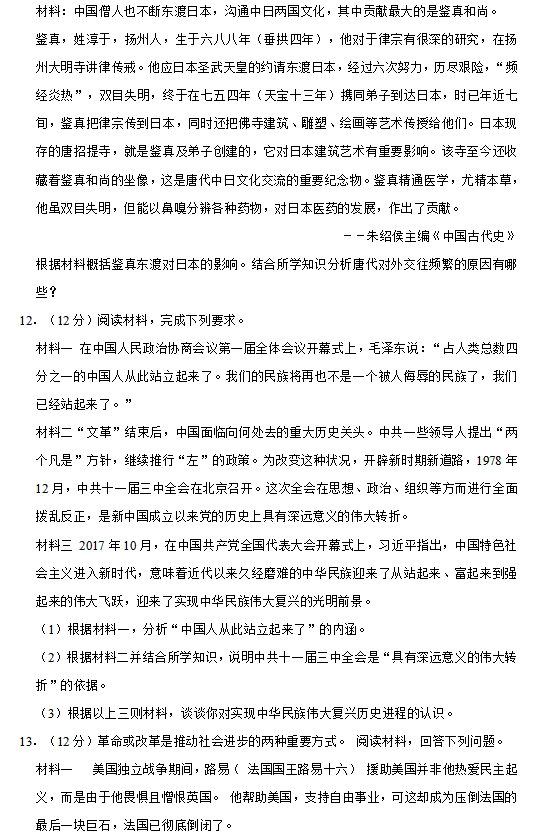 材料：中国僧人也不断东渡日本，沟通中日两国文化，其中贡献最大的是鉴真和尚。
鉴真，姓淳于，扬州人，生于六八八年（垂拱四年），他对于律宗有很深的研究，在扬
州大明寺讲律传戒。他应日本圣武天皇的约请东渡日本，经过六次努力，历尽艰险，“频
经炎热”，双目失明，终于在七五四年（天宝十三年）携同弟子到达日本，时已年近七
旬，鉴真把律宗传到日本，同时还把佛寺建筑、雕塑、绘画等艺术传授给他们。日本现
存的唐招提寺，就是鉴真及弟子创建的，它对日本建筑艺术有重要影响。该寺至今还收
藏着鉴真和尚的坐像，这是唐代中日文化交流的重要纪念物。鉴真精通医学，尤精本草，
他虽双目失明，但能以鼻嗅分辨各种药物，对日本医药的发展，作出了贡献。
－－朱绍侯主编《中国古代史》
根据材料概括鉴真东渡对日本的影响。结合所学知识分析唐代对外交往频繁的原因有哪
些？
12．（12 分）阅读材料，完成下列要求。
材料一 在中国人民政治协商会议第一届全体会议开幕式上，毛泽东说：“占人类总数四
分之一的中国人从此站立起来了。我们的民族将再也不是一个被人侮辱的民族了，我们
已经站起来了。”
材料二“文革”结束后，中国面临向何处去的重大历史关头。中共一些领导人提出“两
个凡是”方针，继续推行“左”的政策。为改变这种状况，开辟新时期新道路，1978 年
12 月，中共十一届三中全会在北京召开。这次全会在思想、政治、组织等方而进行全面
拨乱反正，是新中国成立以来党的历史上具有深远意义的伟大转折。
材料三 2017 年 10 月，在中国共产党全国代表大会开幕式上，习近平指出，中国特色社
会主义进入新时代，意味着近代以来久经磨难的中华民族迎来了从站起来、富起来到强
起来的伟大飞跃，迎来了实现中华民族伟大复兴的光明前景。
（1）根据材料一，分析“中国人从此站立起来了”的内涵。
（2）根据材料二并结合所学知识，说明中共十一届三中全会是“具有深远意义的伟大转
折”的依据。
（3）根据以上三则材料，谈谈你对实现中华民族伟大复兴历史进程的认识。
13．（12 分）革命或改革是推动社会进步的两种重要方式。 阅读材料，回答下列问题。
材料一 美国独立战争期间，路易（ 法国国王路易十六） 援助美国并非他热爱民主起
义，而是由于他畏惧且憎恨英国。 他帮助美国，支持自由事业，可这却成为压倒法国的
最后一块巨石，法国已彻底倒闭了。